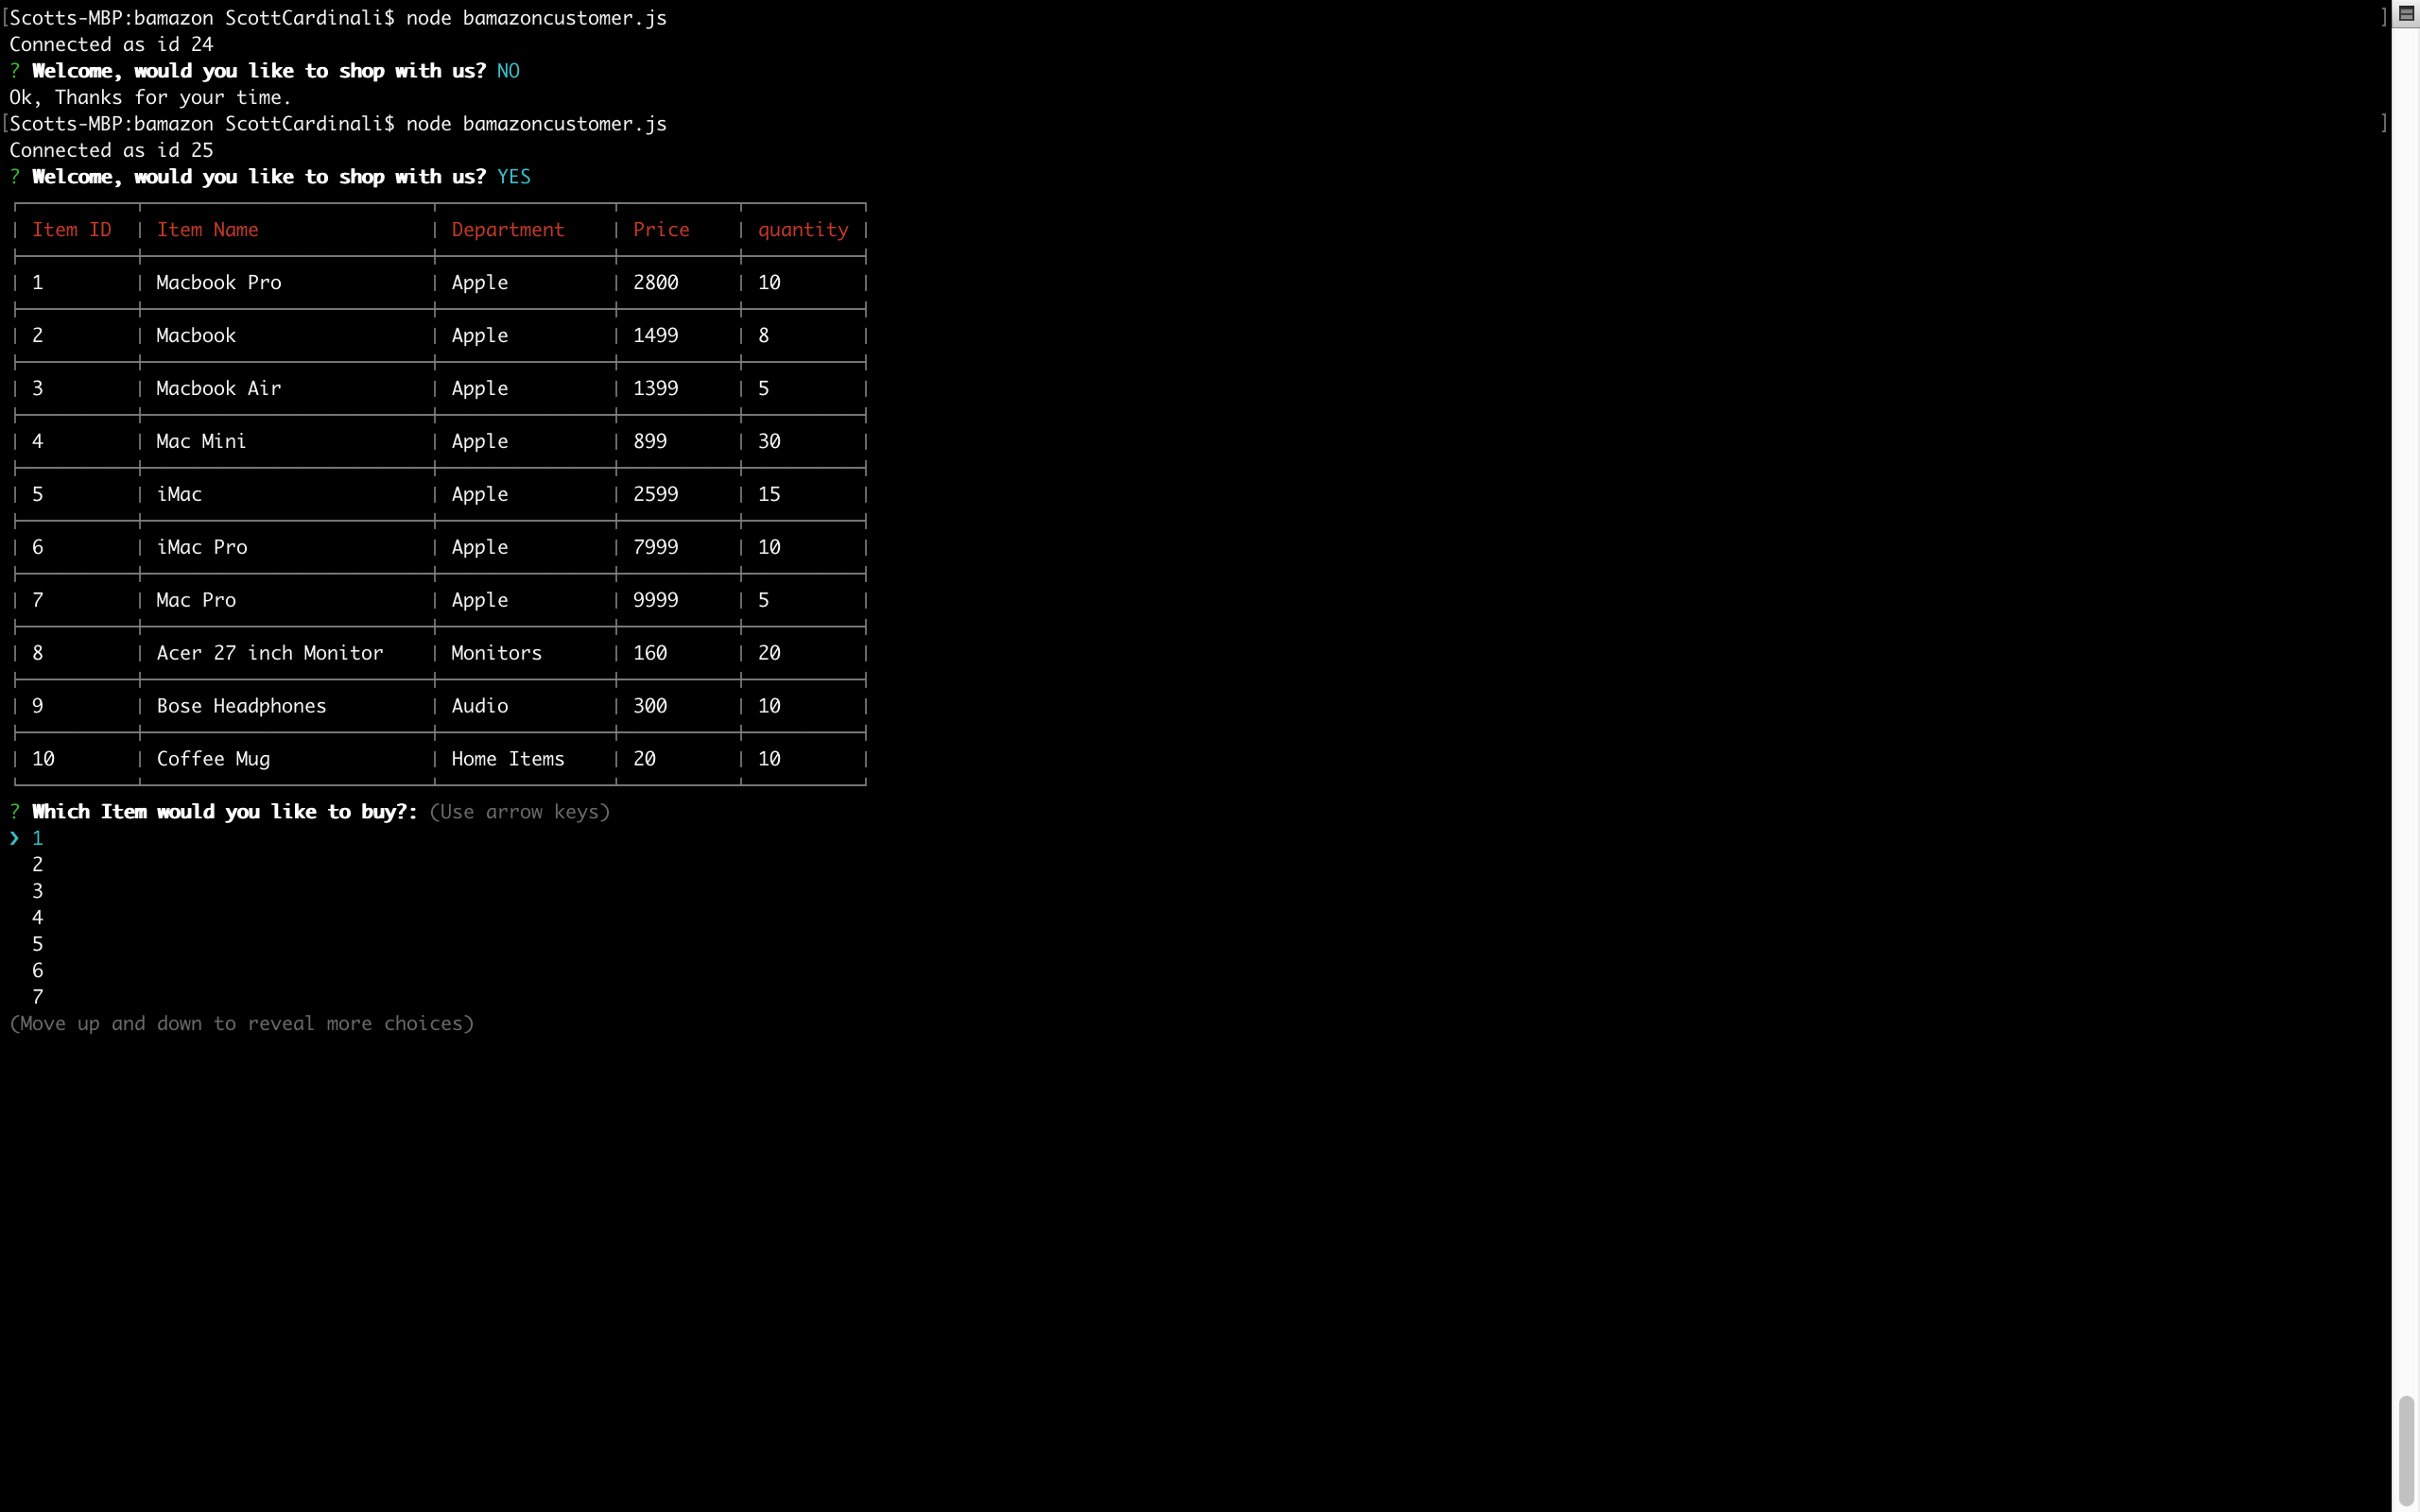 [Scotts-MBP:bamazon ScottCardinali$ node bamazoncustomer.js ]
Connected as id 24
? Welcome, would you like to shop with us? NO
Ok, Thanks for your time.
[Scotts-MBP:bamazon ScottCardinali$ node bamazoncustomer.js ]
Connected as id 25
? Welcome, would you like to shop with us? YES
Item ID | Item Name | Department | Price | quantity
1 | Macbook Pro | Apple | 2800 | 10
2 | Macbook | Apple | 1499 | 8
3 | Macbook Air | Apple | 1399 | 5
4 | Mac Mini | Apple | 899 | 30
5 | iMac | Apple | 2599 | 15
6 | iMac Pro | Apple | 7999 | 10
7 | Mac Pro | Apple | 9999 | 5
8 | Acer 27 inch Monitor | Monitors | 160 | 20
9 | Bose Headphones | Audio | 300 | 10
10 | Coffee Mug | Home Items | 20 | 10
? Which Item would you like to buy?: (Use arrow keys)
❯ 1
2
3
4
5
6
7
(Move up and down to reveal more choices)